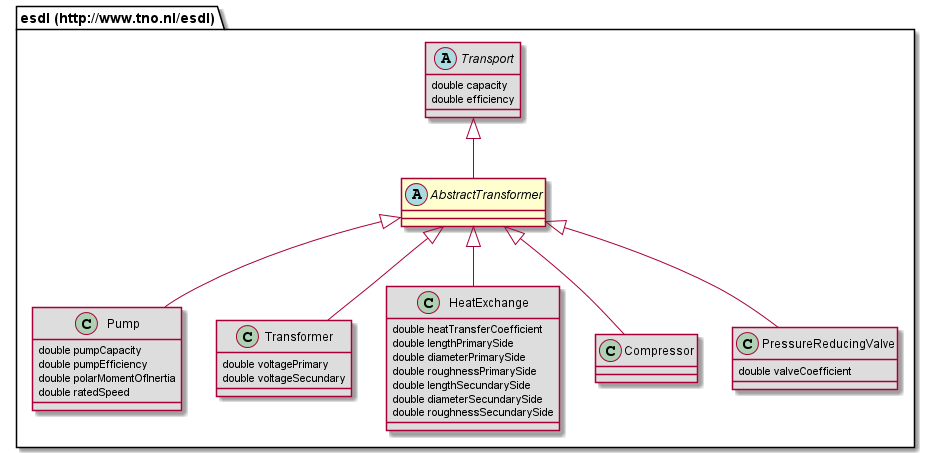 esdl (http://www.tno.nl/esdl)
A Transport
double capacity
double efficiency
A AbstractTransformer
C Pump
double pumpCapacity
double pumpEfficiency
double polarMomentOfInertia
double ratedSpeed
C Transformer
double voltagePrimary
double voltageSecundary
C HeatExchange
double heatTransferCoefficient
double lengthPrimarySide
double diameterPrimarySide
double roughnessPrimarySide
double lengthSecundarySide
double diameterSecundarySide
double roughnessSecundarySide
C Compressor
C PressureReducingValve
double valveCoefficient